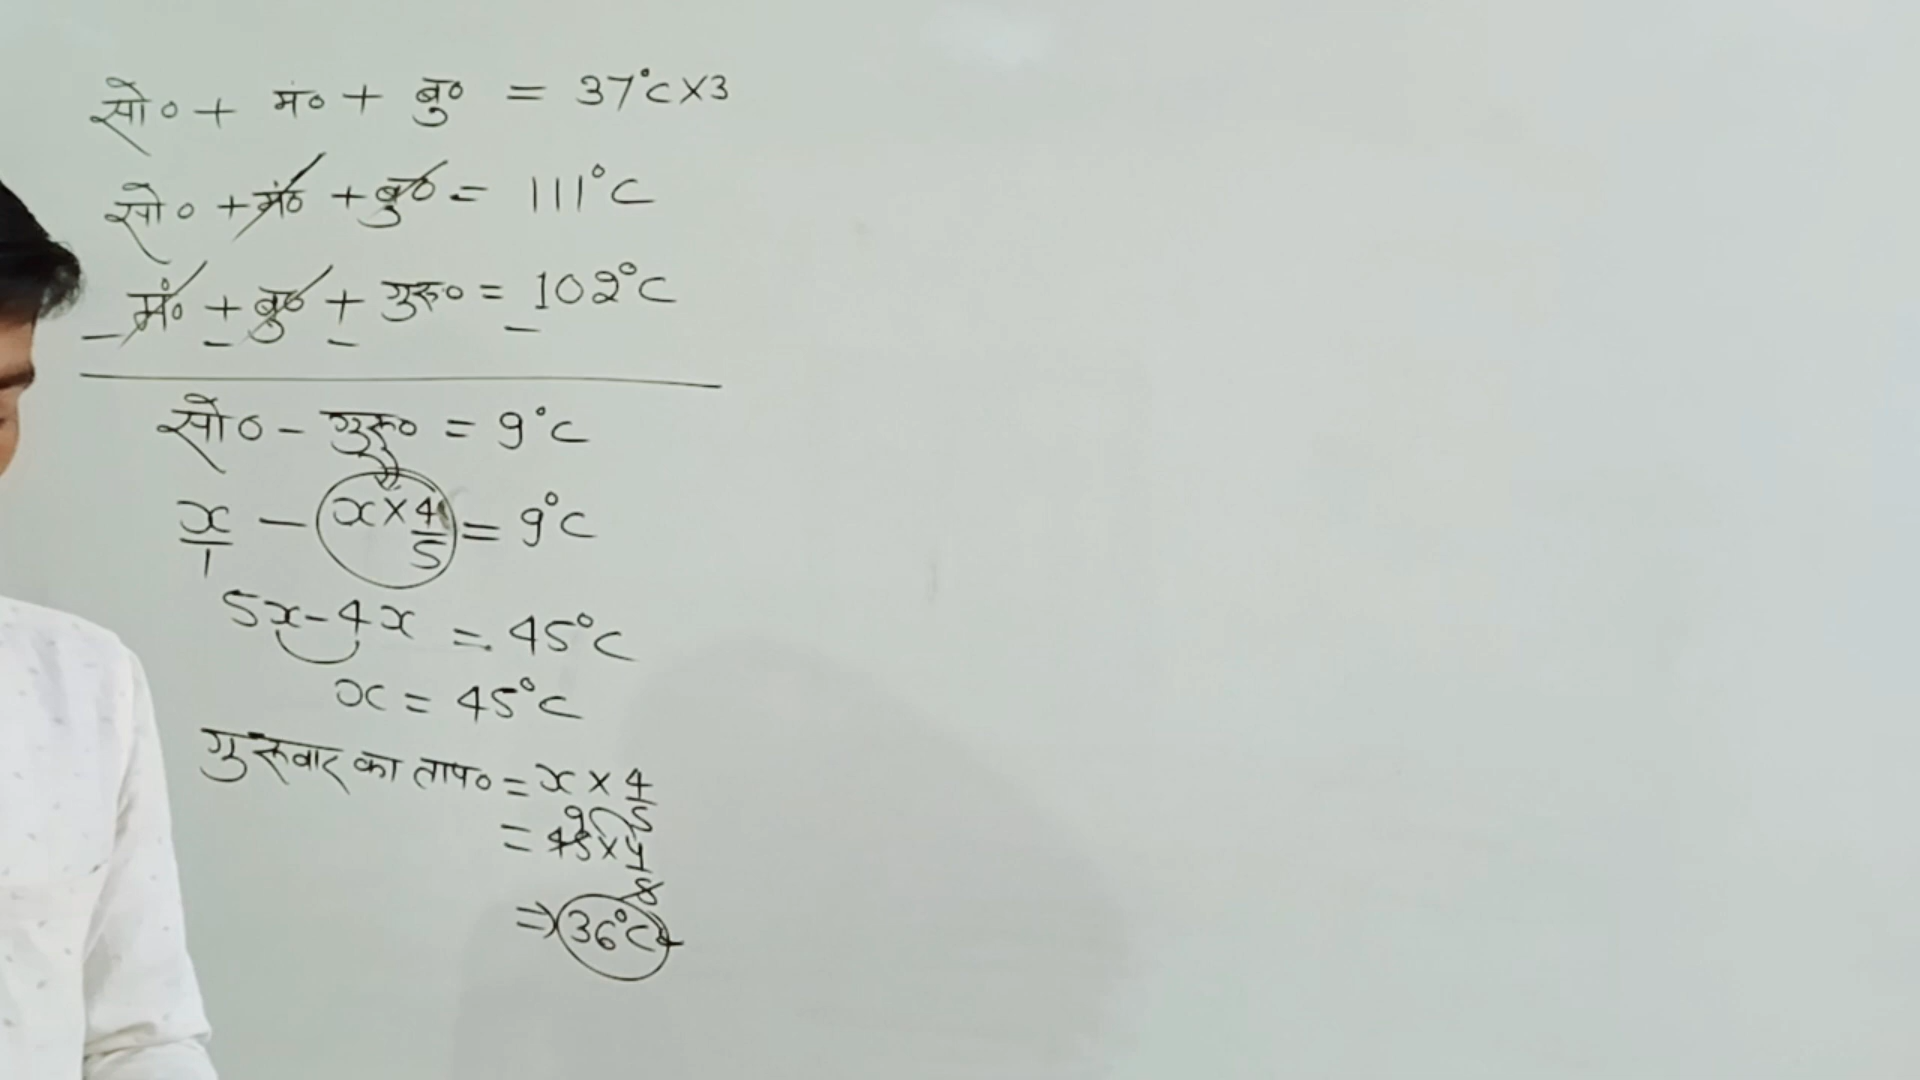 सो० + मं० + बु० = 37°C×3
सो० + मं० + बु० = 111°C
मं० + बु० + गुरु० = 102°C
सो० - गुरु० = 9°C
x/1 - x×4/5 = 9°C
5x-4x = 45°C
x = 45°C
गुरुवार का ताप० = x × 4/5
= 45×4/5 9
⇒ 36°C